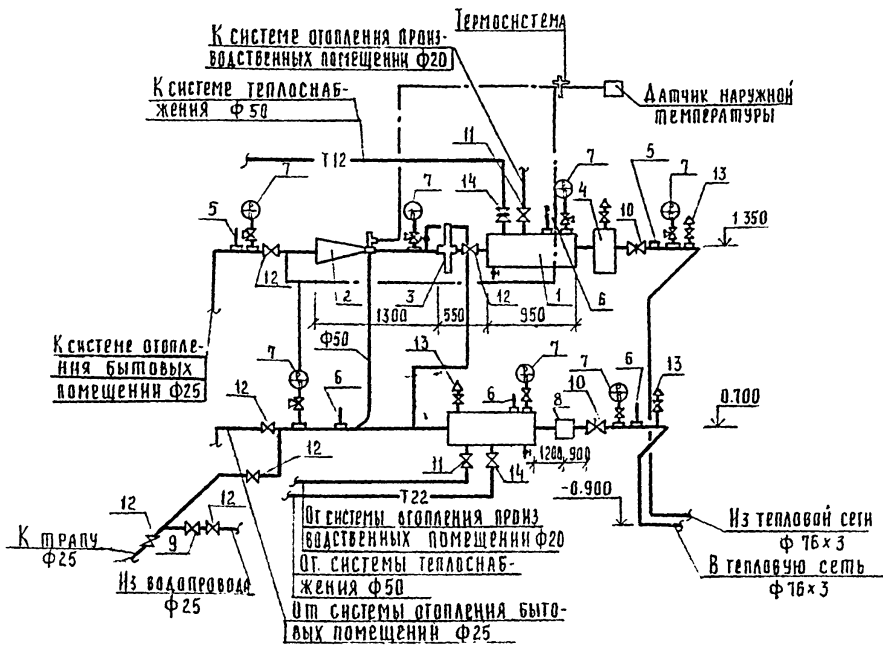 Термосистема
К системе отопления произ-
водственных помещений ф20
К системе теплоснаб-
жения ф50
Датчик наружной
температуры
11
7
7
7
5
7
13
T12
14
4
5
10
1 350
12
2
3
12
1
6
1300
550
950
К системе отопле-
ния бытовых
помещений ф25
ф50
7
13
7
7
6
13
12
6
6
8
10
0.700
12
11
14
1200
900
12
12
T22
-0.900
9
К трапу
ф25
Из водопровода
ф25
От системы отопления произ
водственных помещений ф20
От системы теплоснаб-
жения ф50
От системы отопления быто-
вых помещений ф25
Из тепловой сети
ф 76×3
В тепловую сеть
ф 76×3